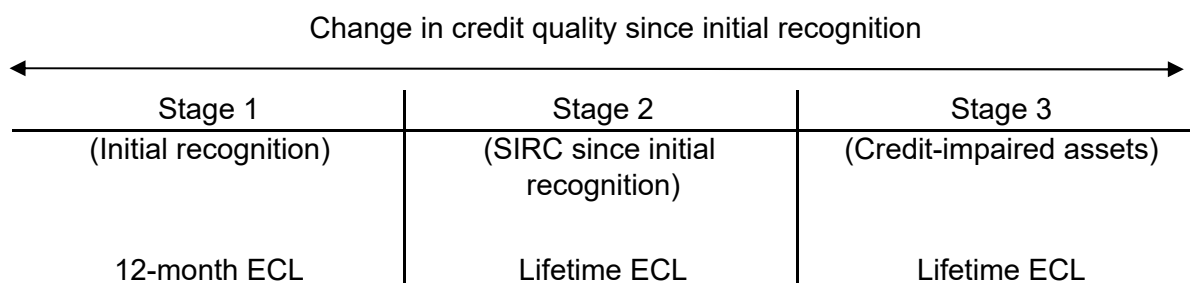 Change in credit quality since initial recognition
Stage 1 Stage 2 Stage 3
(Initial recognition) (SIRC since initial (Credit-impaired assets)
recognition)
12-month ECL Lifetime ECL Lifetime ECL